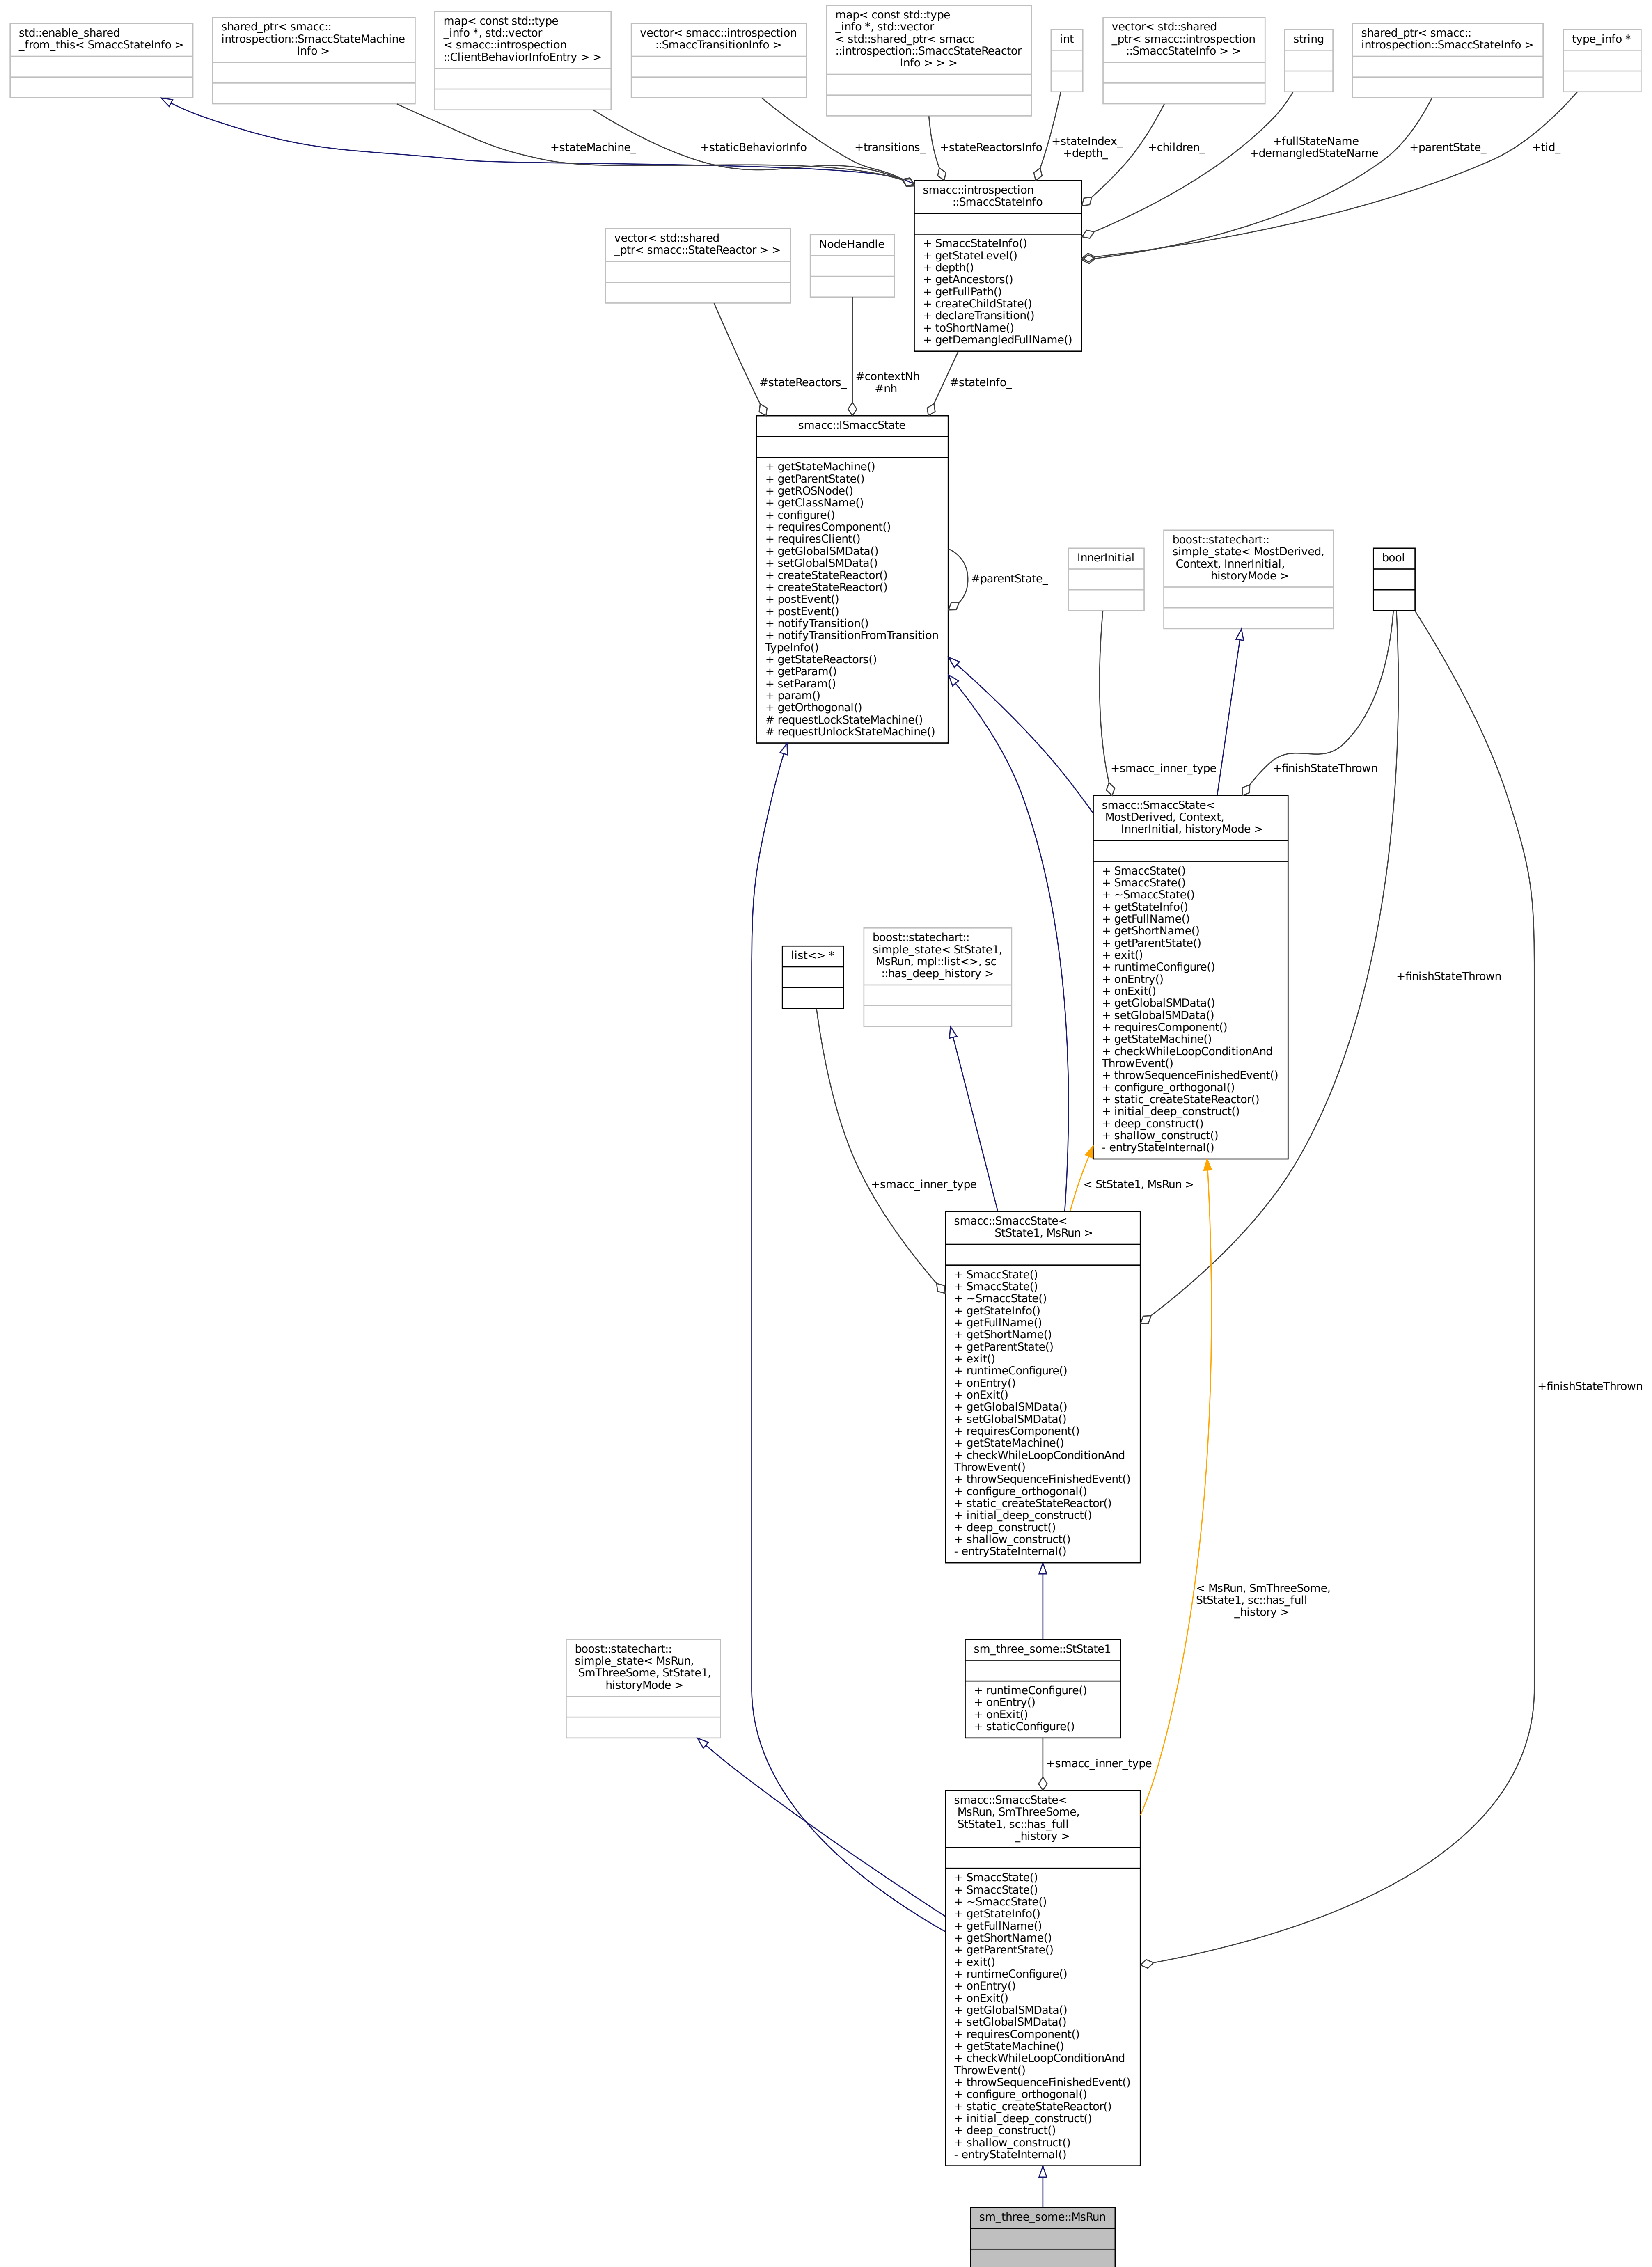 std::enable_shared
_from_this< SmaccStateInfo >
shared_ptr< smacc::
introspection::SmaccStateMachine
Info >
map< const std::type
_info *, std::vector
< smacc::introspection
::ClientBehaviorInfoEntry > >
vector< smacc::introspection
::SmaccTransitionInfo >
map< const std::type
_info *, std::vector
< std::shared_ptr< smacc
::introspection::SmaccStateReactor
Info > > >
int
vector< std::shared
_ptr< smacc::introspection
::SmaccStateInfo > >
string
shared_ptr< smacc::
introspection::SmaccStateInfo >
type_info *
+stateMachine_
+staticBehaviorInfo
+transitions_
+stateReactorsInfo
+stateIndex_
+depth_
+children_
+fullStateName
+demangledStateName
+parentState_
+tid_
smacc::introspection
::SmaccStateInfo
+ SmaccStateInfo()
+ getStateLevel()
+ depth()
+ getAncestors()
+ getFullPath()
+ createChildState()
+ declareTransition()
+ toShortName()
+ getDemangledFullName()
vector< std::shared
_ptr< smacc::StateReactor > >
NodeHandle
#stateReactors_
#contextNh
#nh
#stateInfo_
smacc::ISmaccState
+ getStateMachine()
+ getParentState()
+ getROSNode()
+ getClassName()
+ configure()
+ requiresComponent()
+ requiresClient()
+ getGlobalSMData()
+ setGlobalSMData()
+ createStateReactor()
+ createStateReactor()
+ postEvent()
+ postEvent()
+ notifyTransition()
+ notifyTransitionFromTransition
TypeInfo()
+ getStateReactors()
+ getParam()
+ setParam()
+ param()
+ getOrthogonal()
# requestLockStateMachine()
# requestUnlockStateMachine()
#parentState_
InnerInitial
boost::statechart::
simple_state< MostDerived,
Context, InnerInitial,
historyMode >
bool
+smacc_inner_type
+finishStateThrown
smacc::SmaccState<
MostDerived, Context,
InnerInitial, historyMode >
+ SmaccState()
+ SmaccState()
+ ~SmaccState()
+ getStateInfo()
+ getFullName()
+ getShortName()
+ getParentState()
+ exit()
+ runtimeConfigure()
+ onEntry()
+ onExit()
+ getGlobalSMData()
+ setGlobalSMData()
+ requiresComponent()
+ getStateMachine()
+ checkWhileLoopConditionAnd
ThrowEvent()
+ throwSequenceFinishedEvent()
+ configure_orthogonal()
+ static_createStateReactor()
+ initial_deep_construct()
+ deep_construct()
+ shallow_construct()
- entryStateInternal()
list<> *
boost::statechart::
simple_state< StState1,
MsRun, mpl::list<>, sc
::has_deep_history >
+finishStateThrown
+smacc_inner_type
< StState1, MsRun >
smacc::SmaccState<
StState1, MsRun >
+ SmaccState()
+ SmaccState()
+ ~SmaccState()
+ getStateInfo()
+ getFullName()
+ getShortName()
+ getParentState()
+ exit()
+ runtimeConfigure()
+ onEntry()
+ onExit()
+ getGlobalSMData()
+ setGlobalSMData()
+ requiresComponent()
+ getStateMachine()
+ checkWhileLoopConditionAnd
ThrowEvent()
+ throwSequenceFinishedEvent()
+ configure_orthogonal()
+ static_createStateReactor()
+ initial_deep_construct()
+ deep_construct()
+ shallow_construct()
- entryStateInternal()
+finishStateThrown
< MsRun, SmThreeSome,
StState1, sc::has_full
_history >
boost::statechart::
simple_state< MsRun,
SmThreeSome, StState1,
historyMode >
sm_three_some::StState1
+ runtimeConfigure()
+ onEntry()
+ onExit()
+ staticConfigure()
+smacc_inner_type
smacc::SmaccState<
MsRun, SmThreeSome,
StState1, sc::has_full
_history >
+ SmaccState()
+ SmaccState()
+ ~SmaccState()
+ getStateInfo()
+ getFullName()
+ getShortName()
+ getParentState()
+ exit()
+ runtimeConfigure()
+ onEntry()
+ onExit()
+ getGlobalSMData()
+ setGlobalSMData()
+ requiresComponent()
+ getStateMachine()
+ checkWhileLoopConditionAnd
ThrowEvent()
+ throwSequenceFinishedEvent()
+ configure_orthogonal()
+ static_createStateReactor()
+ initial_deep_construct()
+ deep_construct()
+ shallow_construct()
- entryStateInternal()
sm_three_some::MsRun